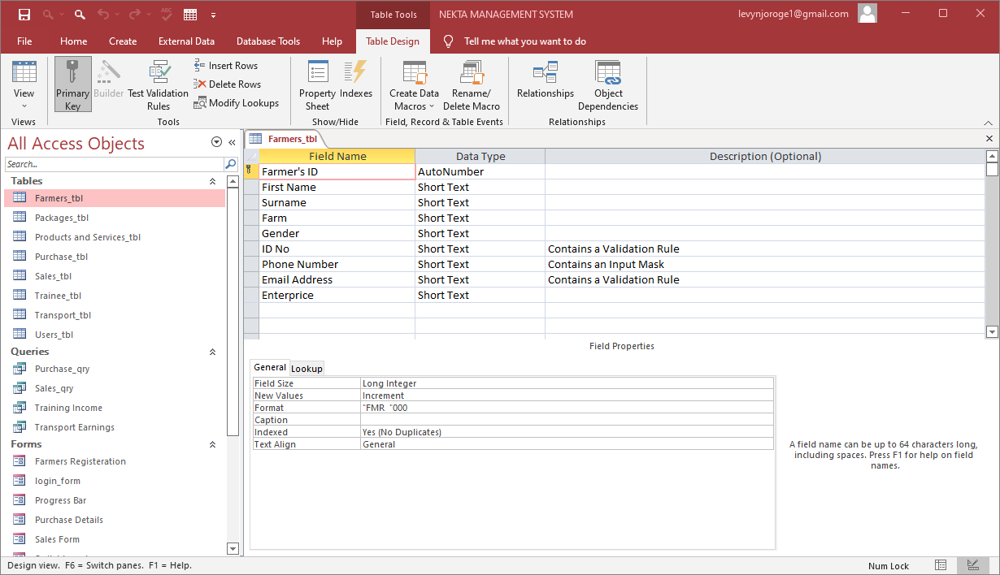 Table Tools
NEKTA MANAGEMENT SYSTEM
levynjoroge1@gmail.com
File
Home
Create
External Data
Database Tools
Help
Table Design
Tell me what you want to do
View
Primary Key
Builder
Test Validation Rules
Insert Rows
Delete Rows
Modify Lookups
Property Sheet
Indexes
Create Data Macros
Rename/ Delete Macro
Relationships
Object Dependencies
Views
Tools
Show/Hide
Field, Record & Table Events
Relationships
All Access Objects
Search...
Tables
Farmers_tbl
Packages_tbl
Products and Services_tbl
Purchase_tbl
Sales_tbl
Trainee_tbl
Transport_tbl
Users_tbl
Queries
Purchase_qry
Sales_qry
Training Income
Transport Earnings
Forms
Farmers Registeration
login_form
Progress Bar
Purchase Details
Sales Form
Farmers_tbl
Field Name Data Type Description (Optional)
Farmer's ID AutoNumber
First Name Short Text
Surname Short Text
Farm Short Text
Gender Short Text
ID No Short Text Contains a Validation Rule
Phone Number Short Text Contains an Input Mask
Email Address Short Text Contains a Validation Rule
Enterprice Short Text
Field Properties
General Lookup
Field Size Long Integer
New Values Increment
Format "FMR "000
Caption
Indexed Yes (No Duplicates)
Text Align General
A field name can be up to 64 characters long,
including spaces. Press F1 for help on field
names.
Design view. F6 = Switch panes. F1 = Help.
Num Lock